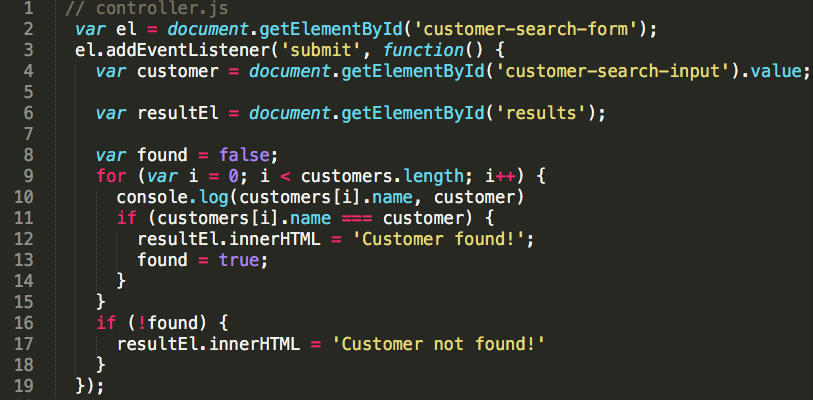 1 // controller.js
2 var el = document.getElementById('customer-search-form');
3 el.addEventListener('submit', function() {
4 var customer = document.getElementById('customer-search-input').value;
5
6 var resultEl = document.getElementById('results');
7
8 var found = false;
9 for (var i = 0; i < customers.length; i++) {
10 console.log(customers[i].name, customer)
11 if (customers[i].name === customer) {
12 resultEl.innerHTML = 'Customer found!';
13 found = true;
14 }
15 }
16 if (!found) {
17 resultEl.innerHTML = 'Customer not found!'
18 }
19 });